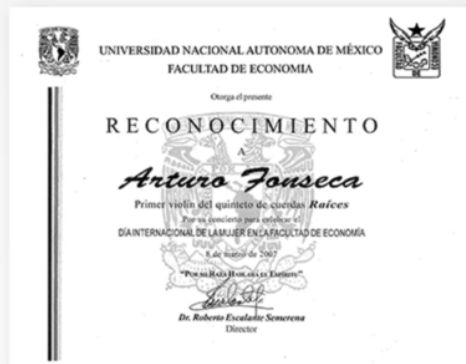 UNIVERSIDAD NACIONAL AUTONOMA DE MÉXICO
FACULTAD DE ECONOMIA
Otorga el presente
RECONOCIMIENTO
A
Arturo Fonseca
Primer violín del quinteto de cuerdas Raíces
Por su concierto para celebrar el
DÍA INTERNACIONAL DE LA MUJER EN LA FACULTAD DE ECONOMÍA
8 de marzo de 2007
"POR MI RAZA HABLARÁ EL ESPÍRITU"
Dr. Roberto Escalante Semerena
Director